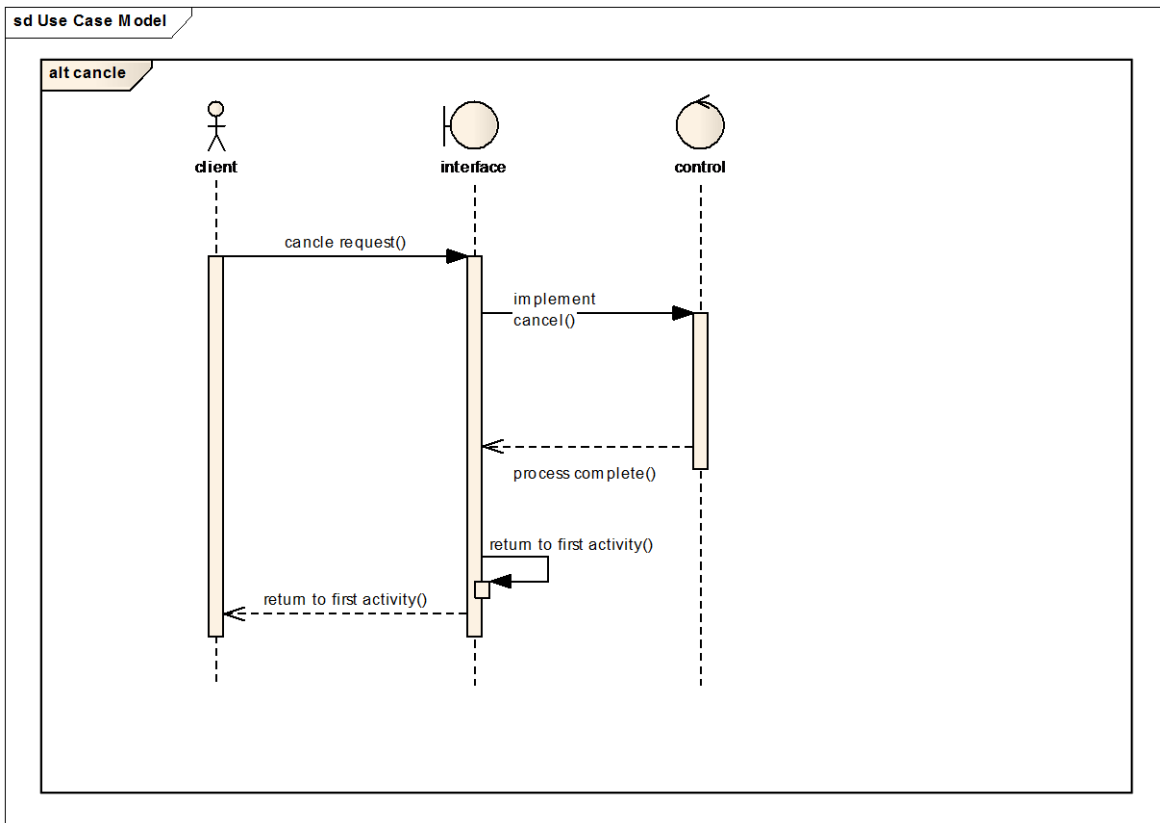 sd Use Case Model
alt cancle
client
interface
control
cancle request()
implement
cancel()
process complete()
return to first activity()
return to first activity()